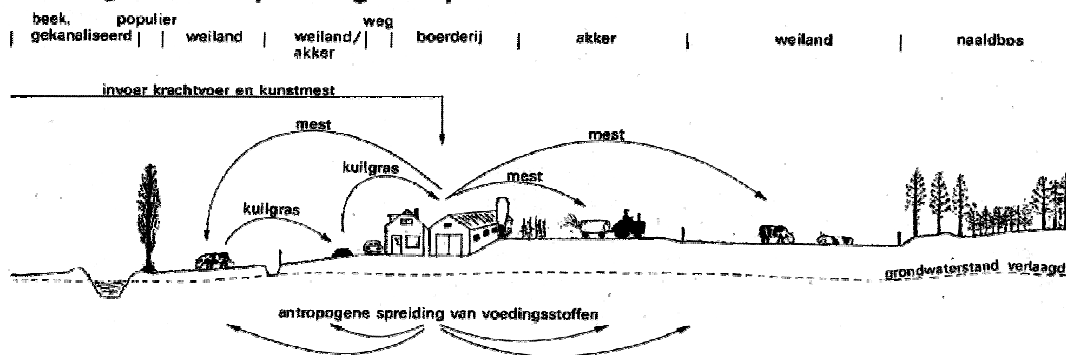 beek, populier weg
gekanaliseerd weiland weiland/ boerderij akker weiland naaldbos
akker
invoer krachtvoer en kunstmest
mest mest
kuilgras mest
kuilgras
grondwaterstand verlaagd
antropogene spreiding van voedingsstoffen